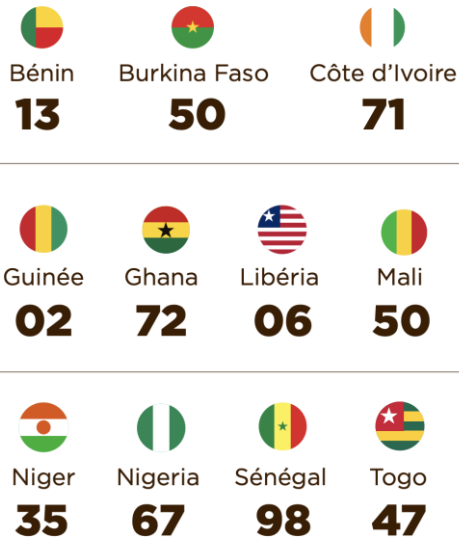 Bénin Burkina Faso Côte d'Ivoire
13 50 71
Guinée Ghana Libéria Mali
02 72 06 50
Niger Nigeria Sénégal Togo
35 67 98 47